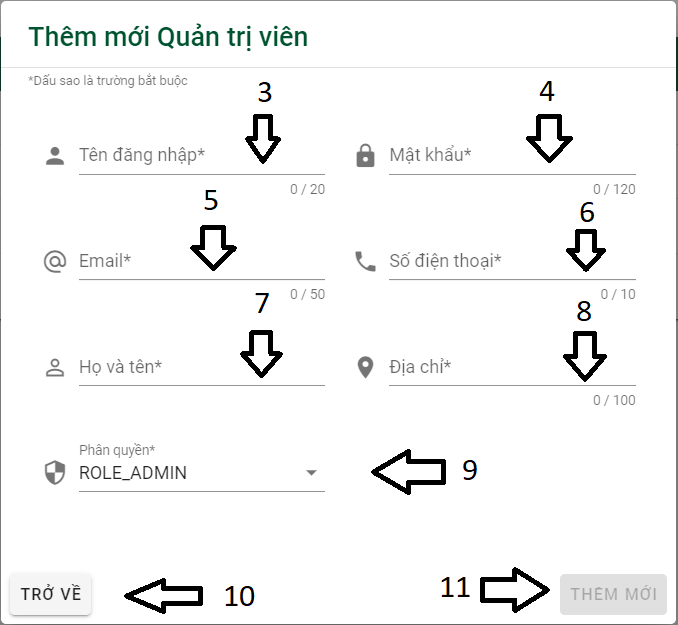 Thêm mới Quản trị viên
*Dấu sao là trường bắt buộc
3
4
Tên đăng nhập*
Mật khẩu*
0 / 20
0 / 120
5
6
Email*
Số điện thoại*
0 / 50
0 / 10
7
8
Họ và tên*
Địa chỉ*
0 / 100
Phân quyền*
ROLE_ADMIN
9
TRỞ VỀ
10
11
THÊM MỚI